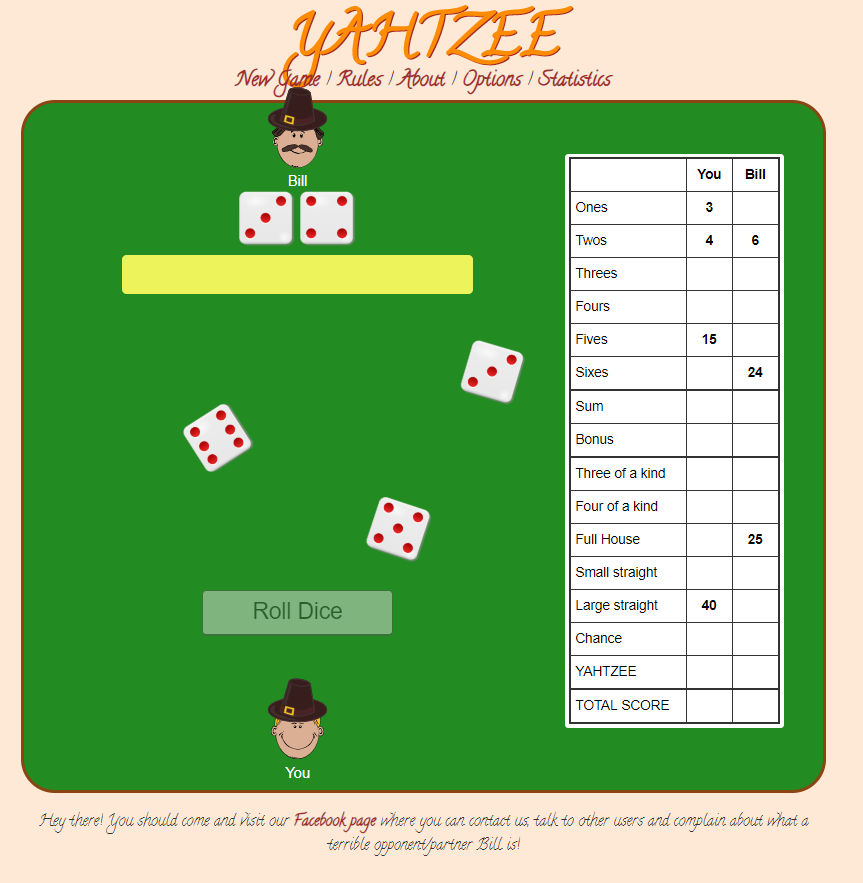 YAHTZEE
New Game / Rules / About / Options / Statistics
Bill
You Bill
Ones 3
Twos 4 6
Threes
Fours
Fives 15
Sixes 24
Sum
Bonus
Three of a kind
Four of a kind
Full House 25
Small straight
Large straight 40
Chance
YAHTZEE
TOTAL SCORE
Roll Dice
You
Hey there! You should come and visit our Facebook page where you can contact us, talk to other users and complain about what a
terrible opponent/partner Bill is!